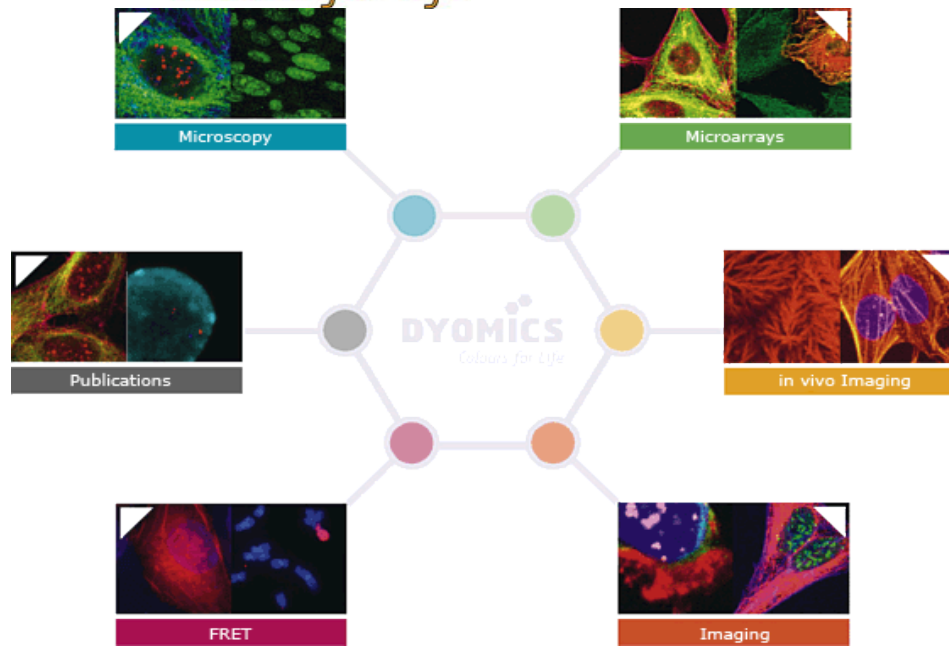 Microscopy
Microarrays
DYOMICS
Colours for Life
Publications
in vivo Imaging
FRET
Imaging